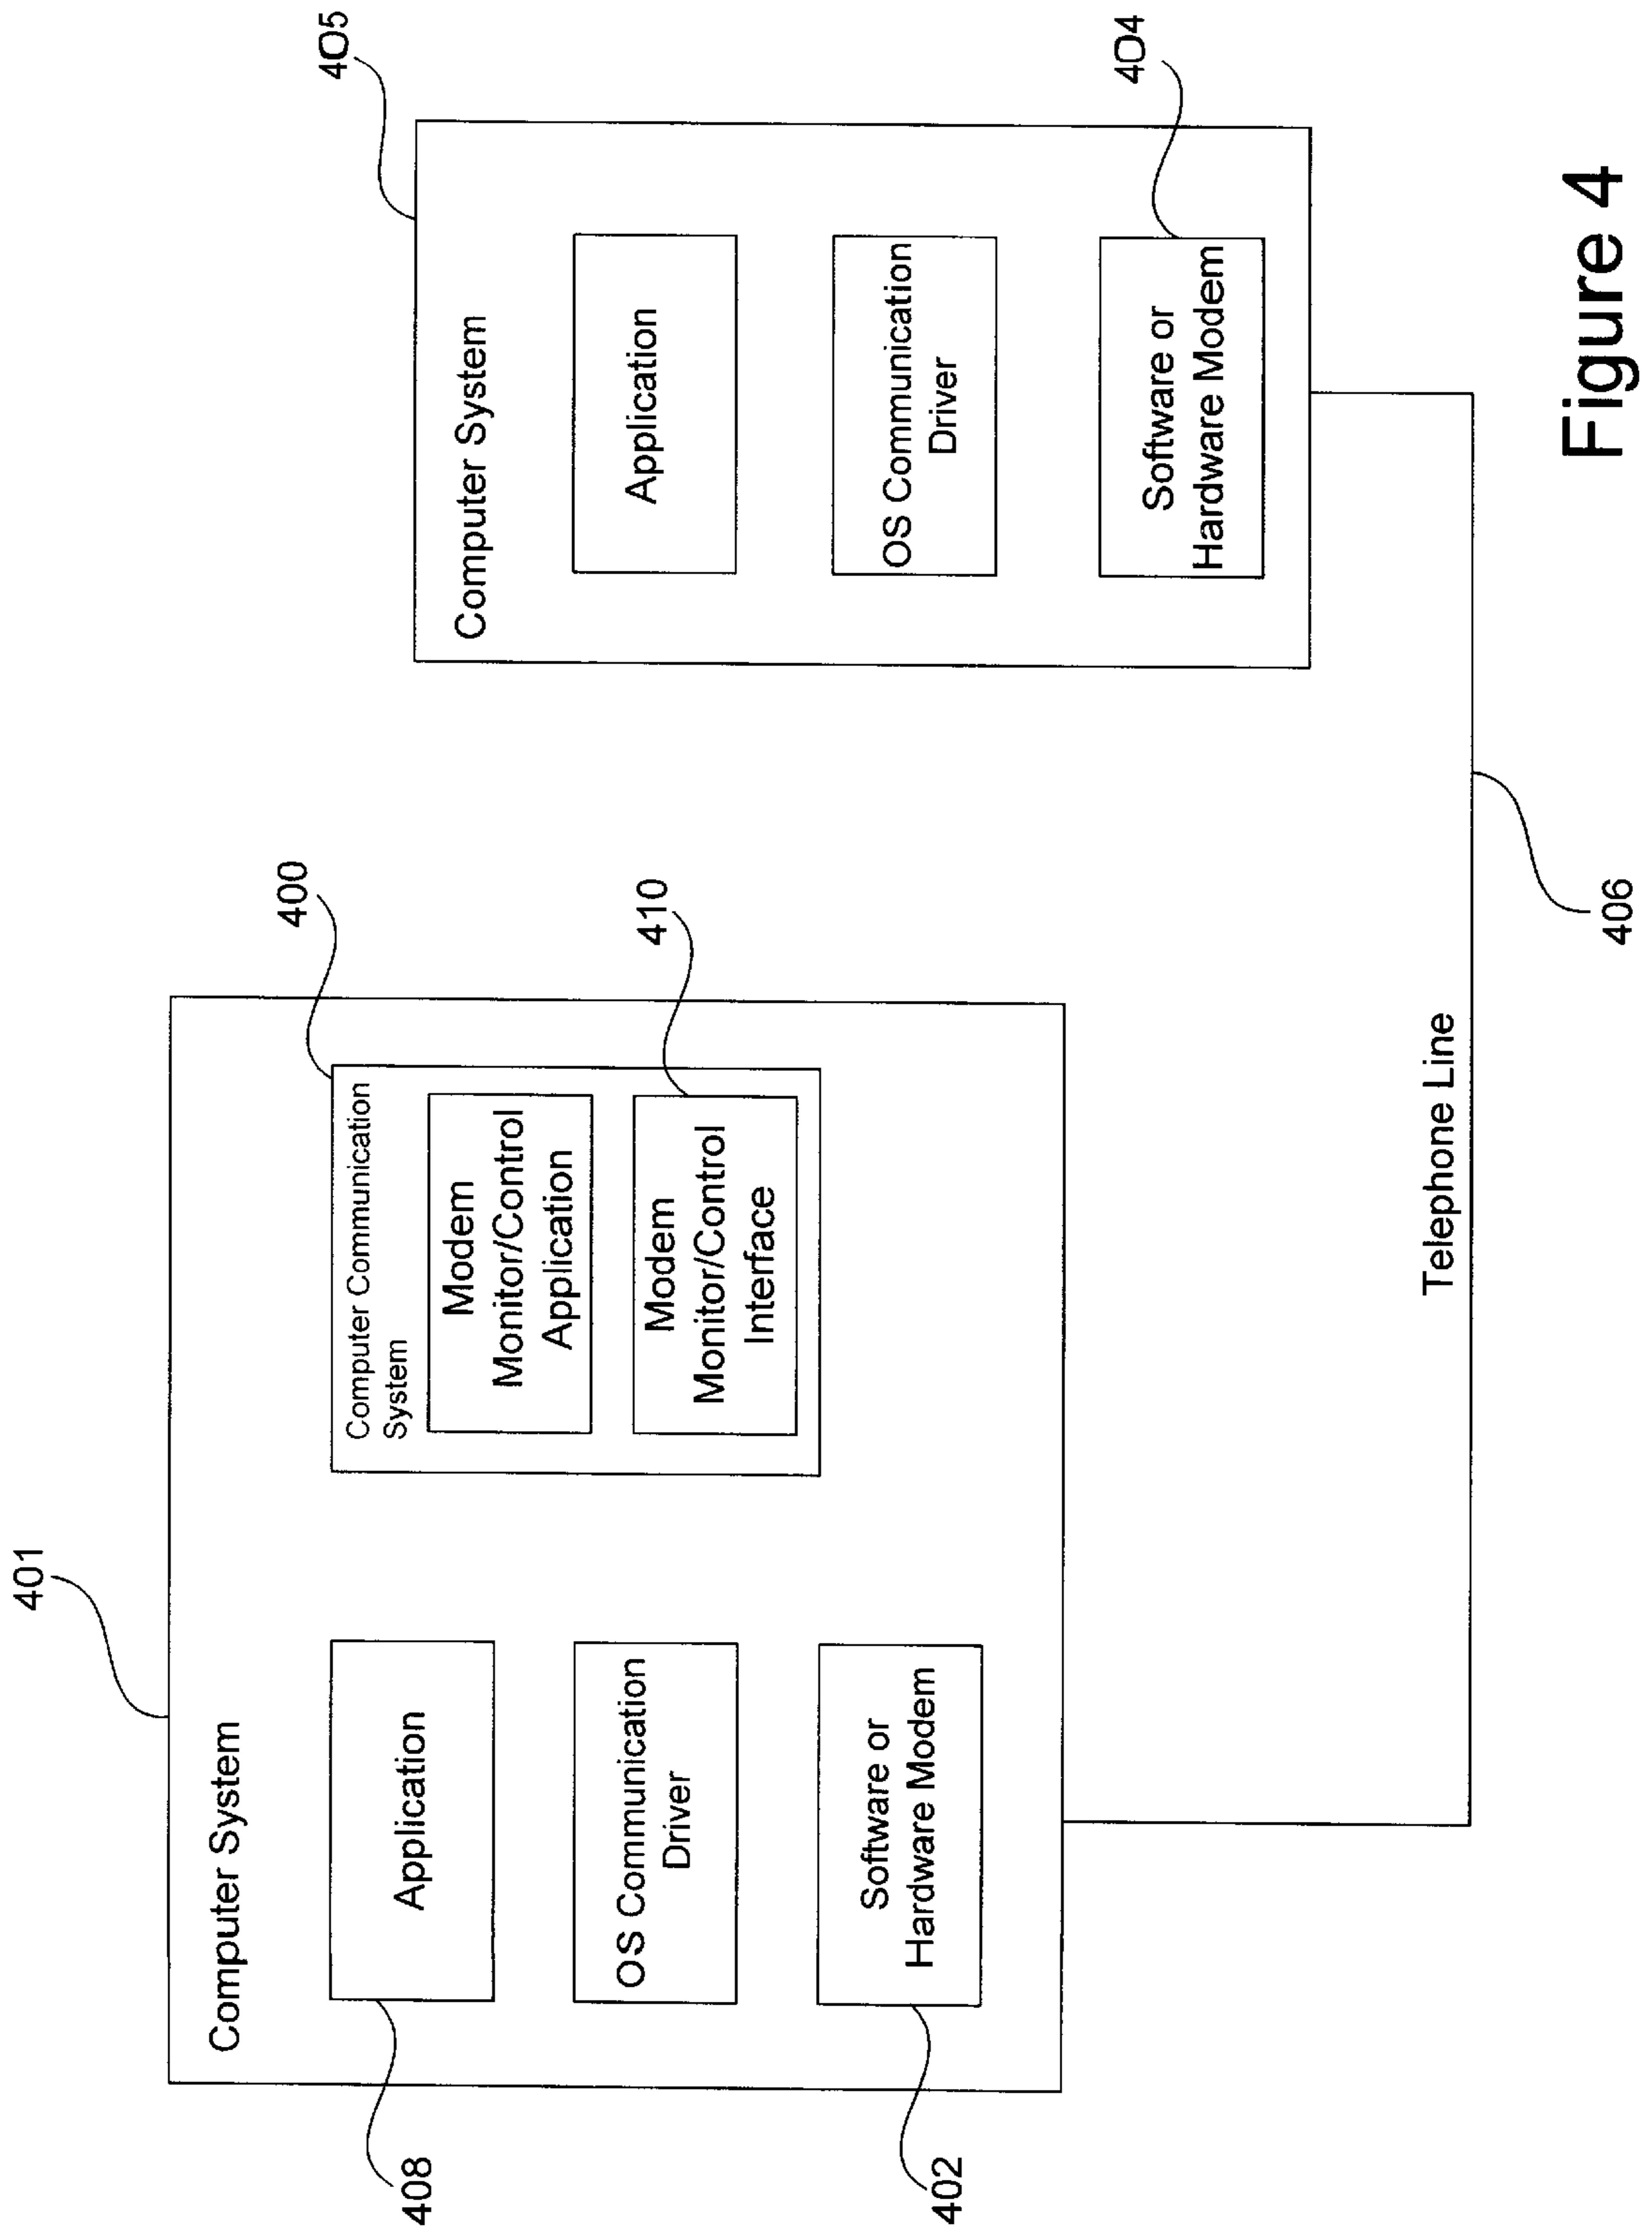 401
Computer System
408
Application
OS Communication
Driver
402
Software or
Hardware Modem
400
Computer Communication
System
Modem
Monitor/Control
Application
410
Modem
Monitor/Control
Interface
405
Computer System
Application
OS Communication
Driver
404
Software or
Hardware Modem
Telephone Line
406
Figure 4